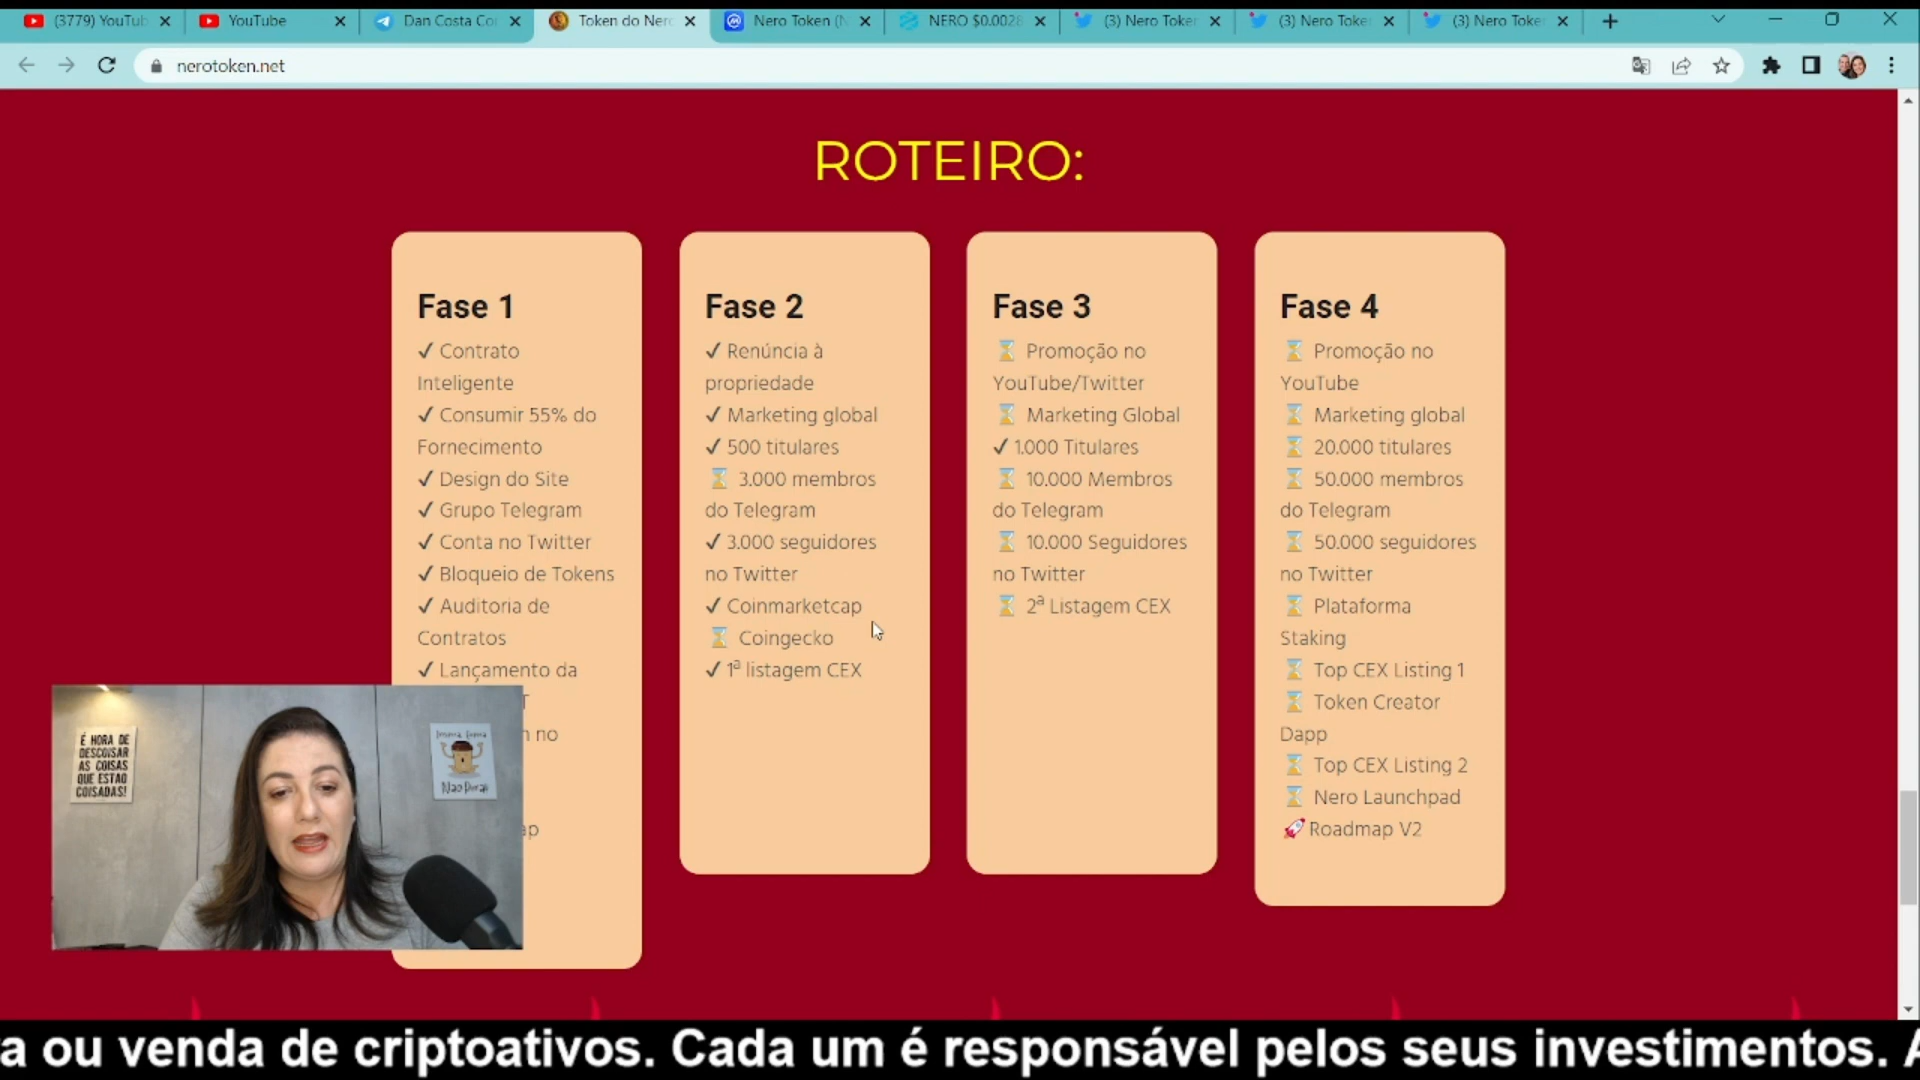 (3779) YouTub
YouTube
Dan Costa Co
Token do Nero
Nero Token (N
NERO $0.0028
(3) Nero Toke
(3) Nero Toke
(3) Nero Toke
nerotoken.net
ROTEIRO:
Fase 1
✓ Contrato
Inteligente
✓ Consumir 55% do
Fornecimento
✓ Design do Site
✓ Grupo Telegram
✓ Conta no Twitter
✓ Bloqueio de Tokens
✓ Auditoria de
Contratos
✓ Lançamento da
T
no
ap
Fase 2
✓ Renúncia à
propriedade
✓ Marketing global
✓ 500 titulares
⏳ 3.000 membros
do Telegram
✓ 3.000 seguidores
no Twitter
✓ Coinmarketcap
⏳ Coingecko
✓ 1ª listagem CEX
Fase 3
⏳ Promoção no
YouTube/Twitter
⏳ Marketing Global
✓ 1.000 Titulares
⏳ 10.000 Membros
do Telegram
⏳ 10.000 Seguidores
no Twitter
⏳ 2ª Listagem CEX
Fase 4
⏳ Promoção no
YouTube
⏳ Marketing global
⏳ 20.000 titulares
⏳ 50.000 membros
do Telegram
⏳ 50.000 seguidores
no Twitter
⏳ Plataforma
Staking
⏳ Top CEX Listing 1
⏳ Token Creator
Dapp
⏳ Top CEX Listing 2
⏳ Nero Launchpad
🚀 Roadmap V2
É HORA DE
DESCOISAR
AS COISAS
QUE ESTÃO
COISADAS!
Não Peraí
a ou venda de criptoativos. Cada um é responsável pelos seus investimentos. A